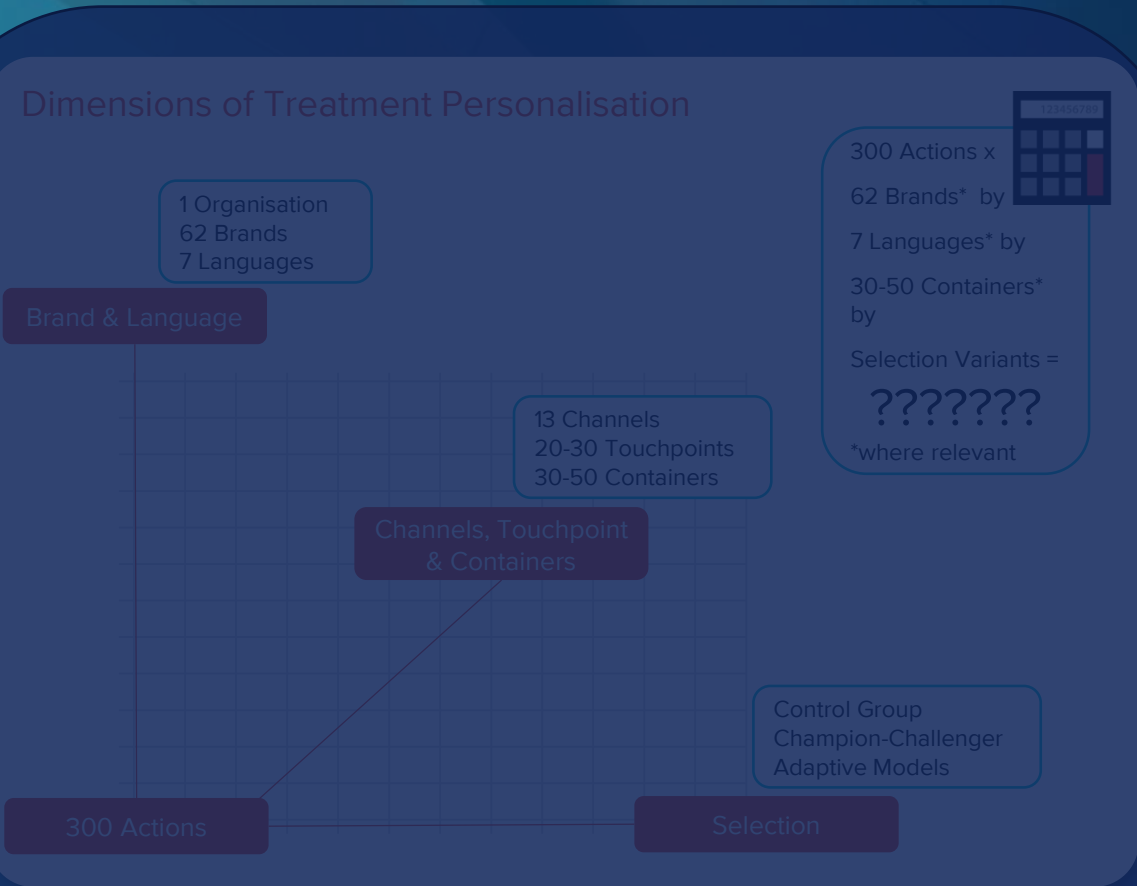 Dimensions of Treatment Personalisation
123456789
300 Actions x
62 Brands* by
7 Languages* by
30-50 Containers*
by
Selection Variants =
???????
*where relevant
1 Organisation
62 Brands
7 Languages
Brand & Language
13 Channels
20-30 Touchpoints
30-50 Containers
Channels, Touchpoint
& Containers
Control Group
Champion-Challenger
Adaptive Models
300 Actions
Selection